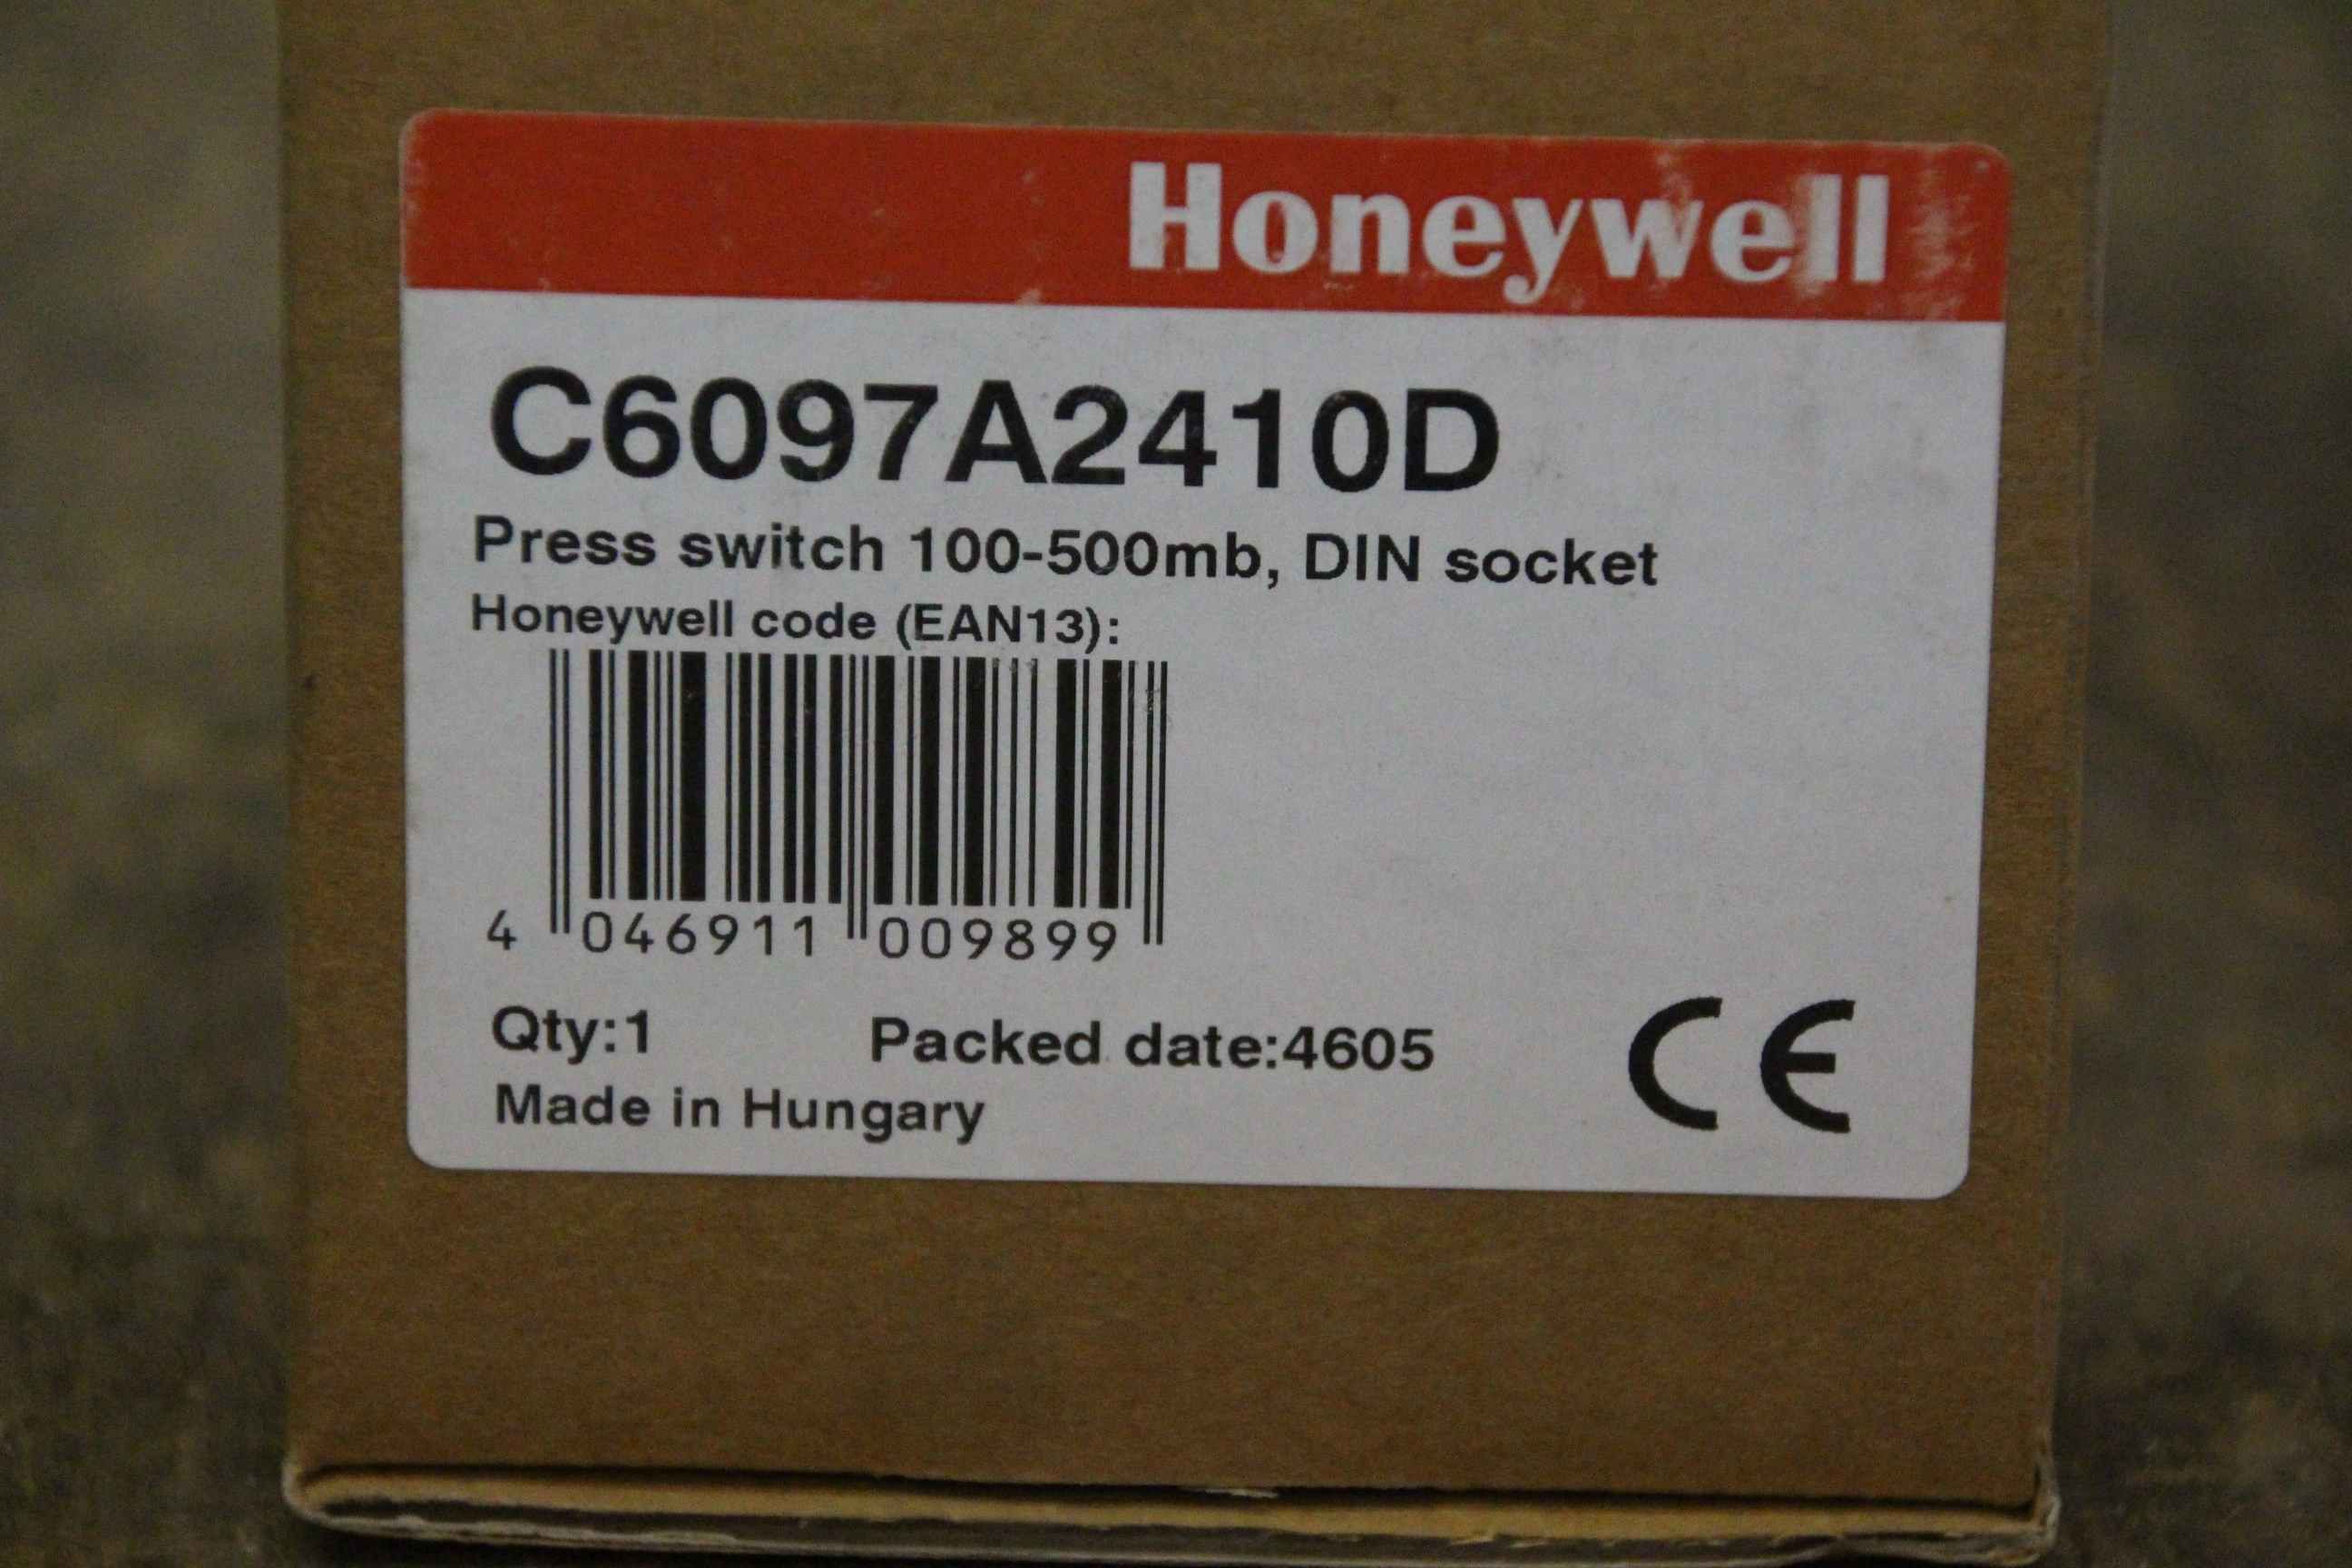 Honeywell
C6097A2410D
Press switch 100-500mb, DIN socket
Honeywell code (EAN13):
4 046911 009899
Qty:1 Packed date:4605
Made in Hungary
CE